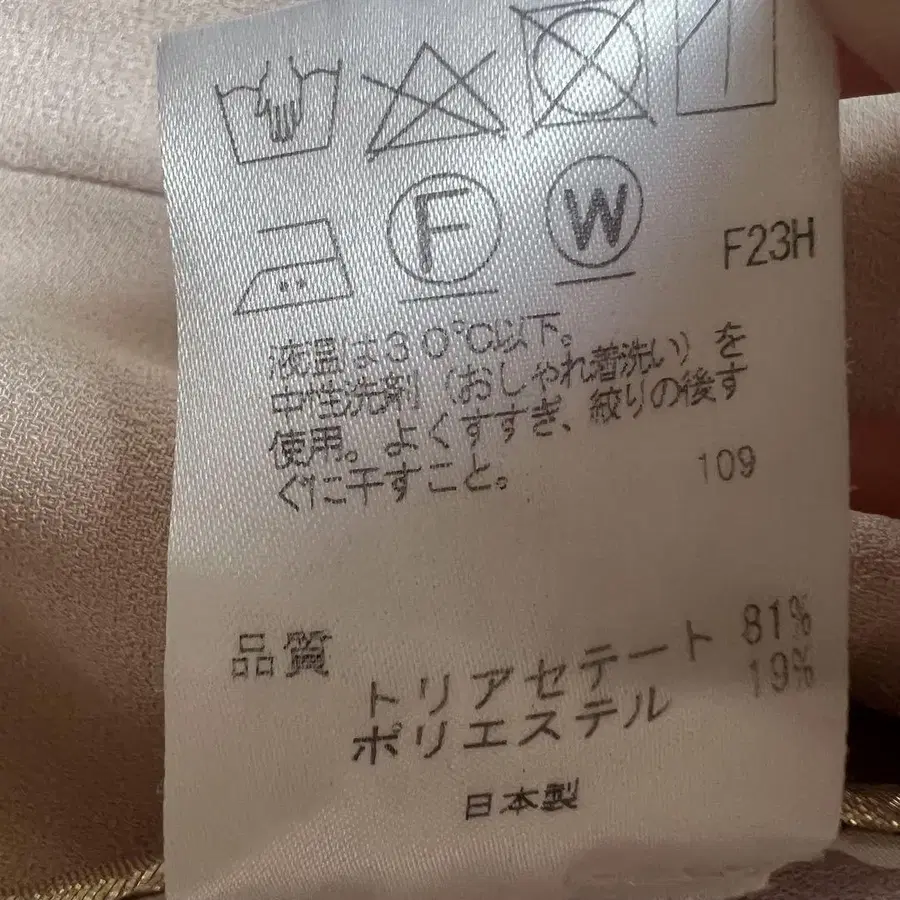 F W F23H
液温は30℃以下。
中性洗剤(おしゃれ着洗い)を
使用。よくすすぎ、絞りの後す
ぐに干すこと。 109
品質
トリアセテート 81%
ポリエステル 19%
日本製